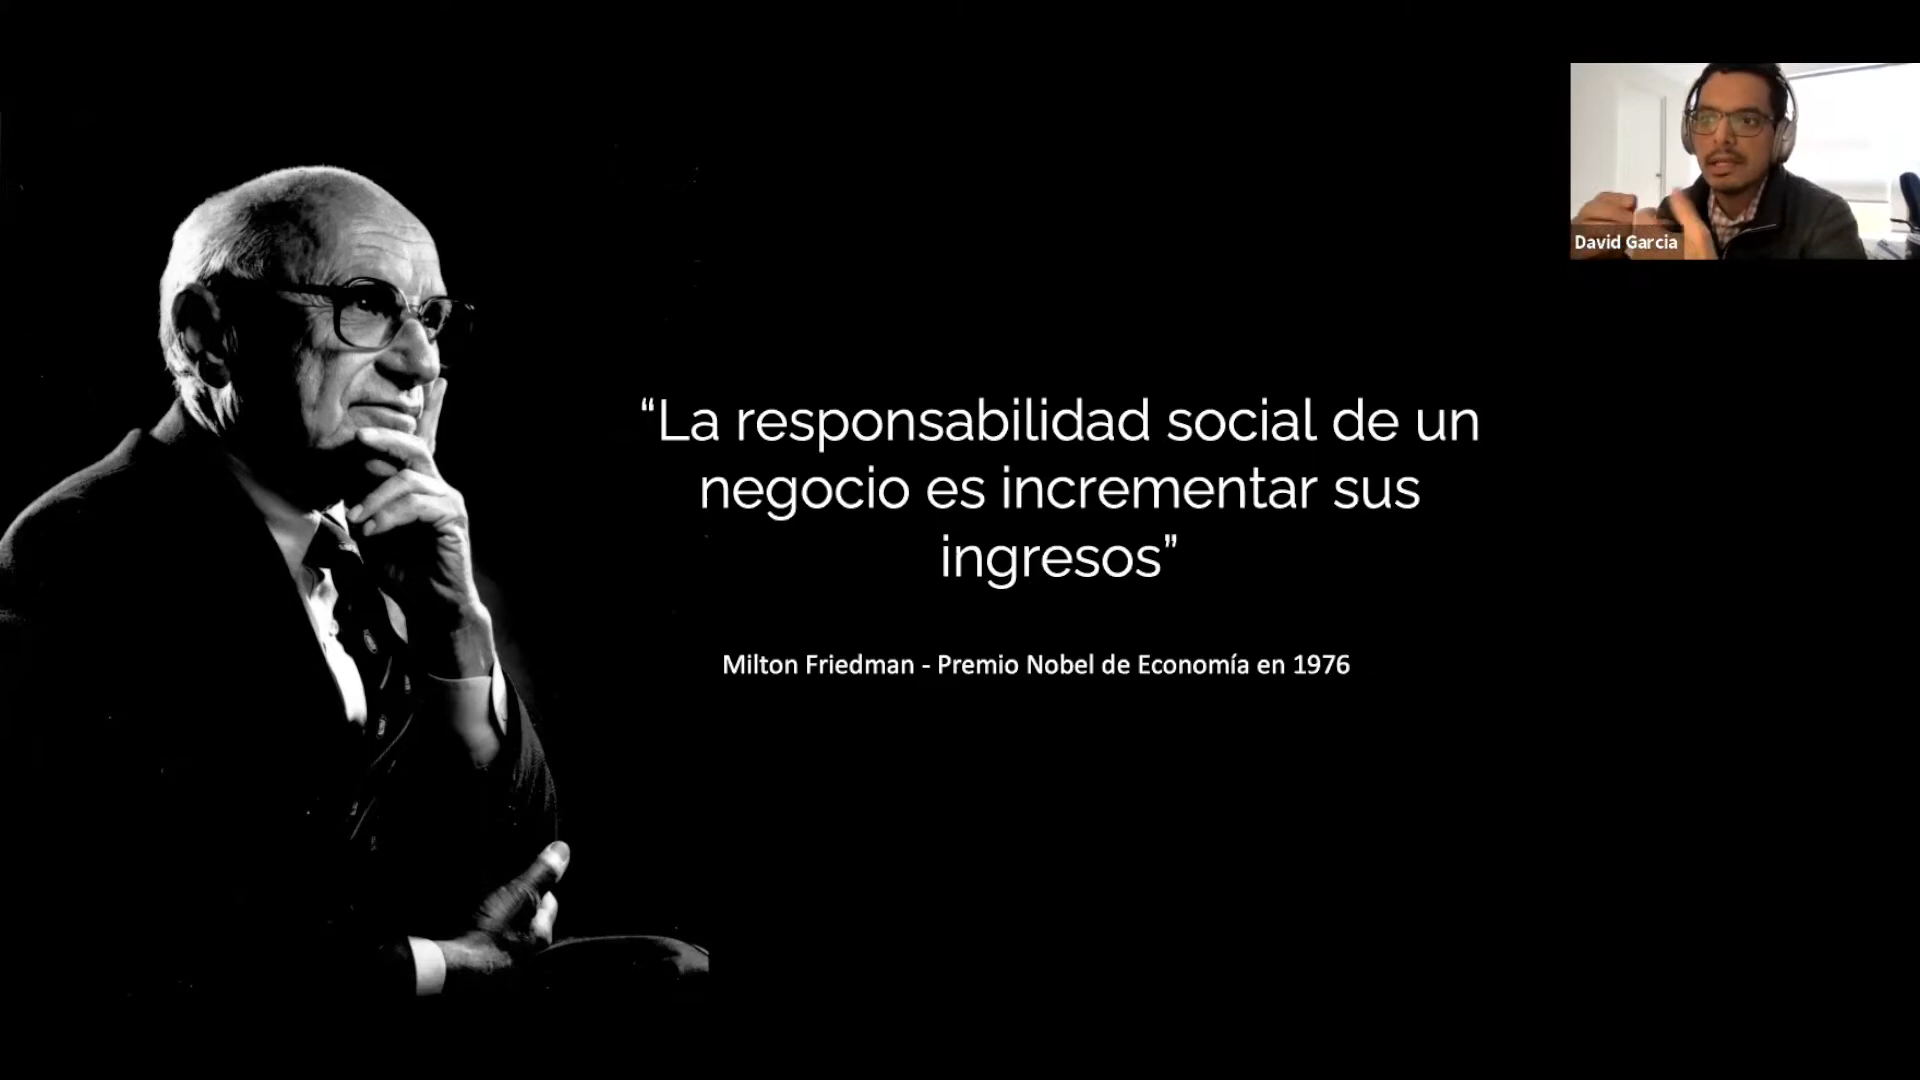 David Garcia
“La responsabilidad social de un
negocio es incrementar sus
ingresos”
Milton Friedman - Premio Nobel de Economía en 1976